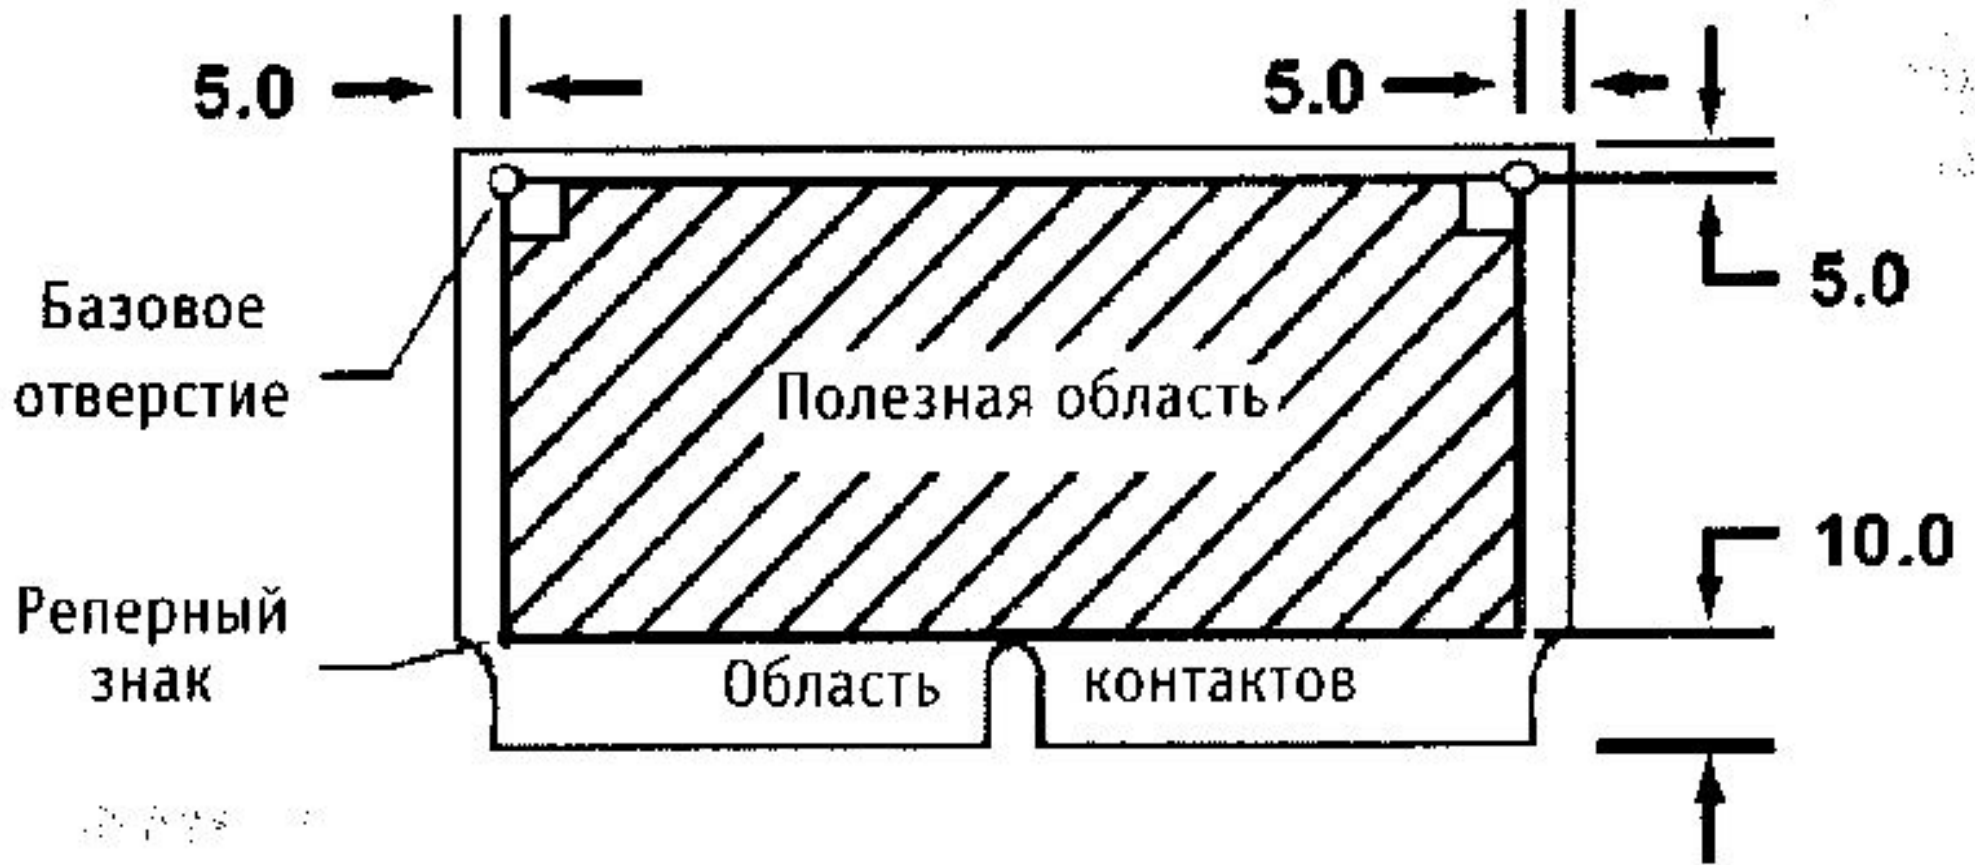 5.0
5.0
5.0
Базовое
отверстие
Полезная область
10.0
Реперный
знак
Область контактов